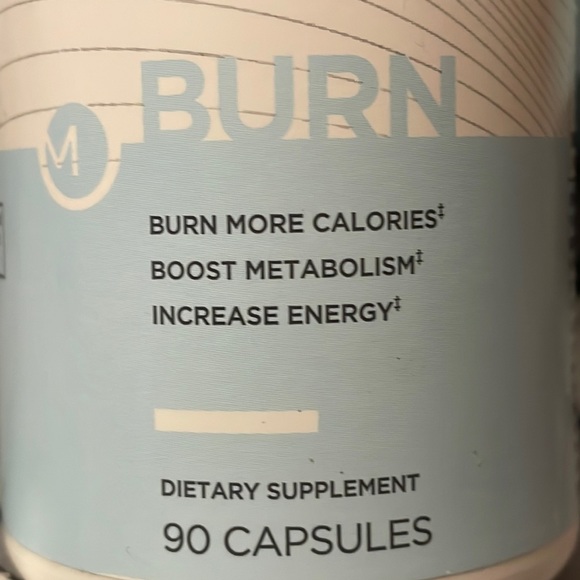 BURN
M
BURN MORE CALORIES‡
BOOST METABOLISM‡
INCREASE ENERGY‡
DIETARY SUPPLEMENT
90 CAPSULES